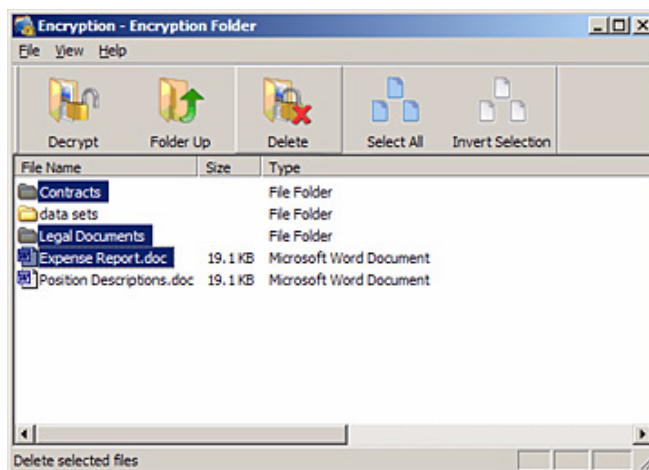 Encryption - Encryption Folder
File View Help
Decrypt Folder Up Delete Select All Invert Selection
File Name Size Type
Contracts File Folder
data sets File Folder
Legal Documents File Folder
Expense Report.doc 19.1 KB Microsoft Word Document
Position Descriptions.doc 19.1 KB Microsoft Word Document
Delete selected files